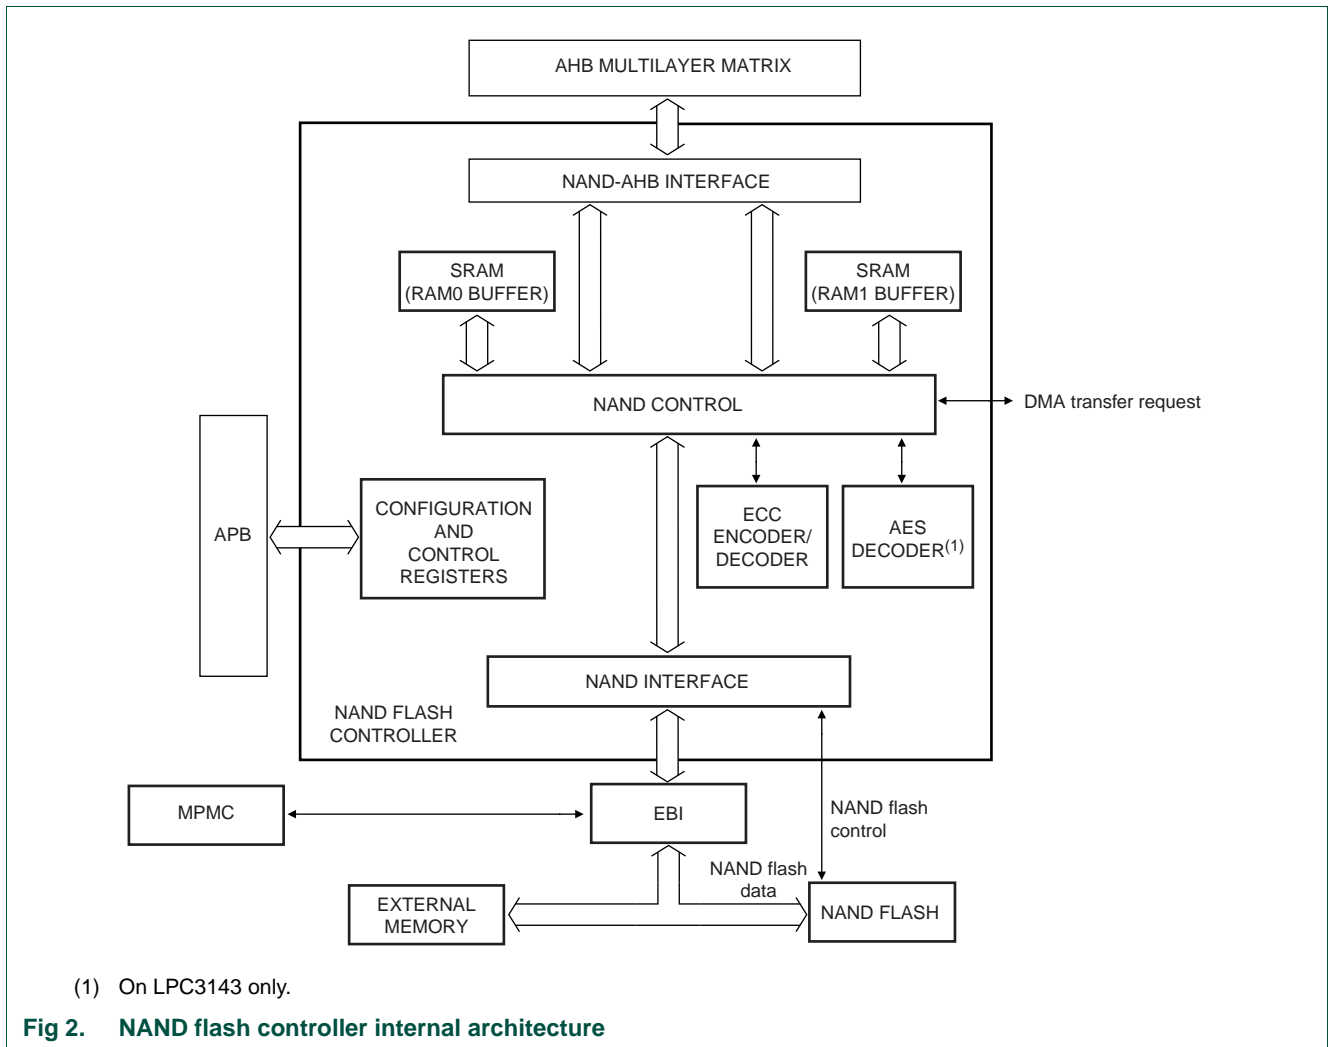 AHB MULTILAYER MATRIX
NAND-AHB INTERFACE
SRAM
(RAM0 BUFFER)
SRAM
(RAM1 BUFFER)
NAND CONTROL
DMA transfer request
APB
CONFIGURATION
AND
CONTROL
REGISTERS
ECC
ENCODER/
DECODER
AES
DECODER(1)
NAND INTERFACE
NAND FLASH
CONTROLLER
MPMC
EBI
NAND flash
control
NAND flash
data
EXTERNAL
MEMORY
NAND FLASH
(1) On LPC3143 only.
Fig 2. NAND flash controller internal architecture